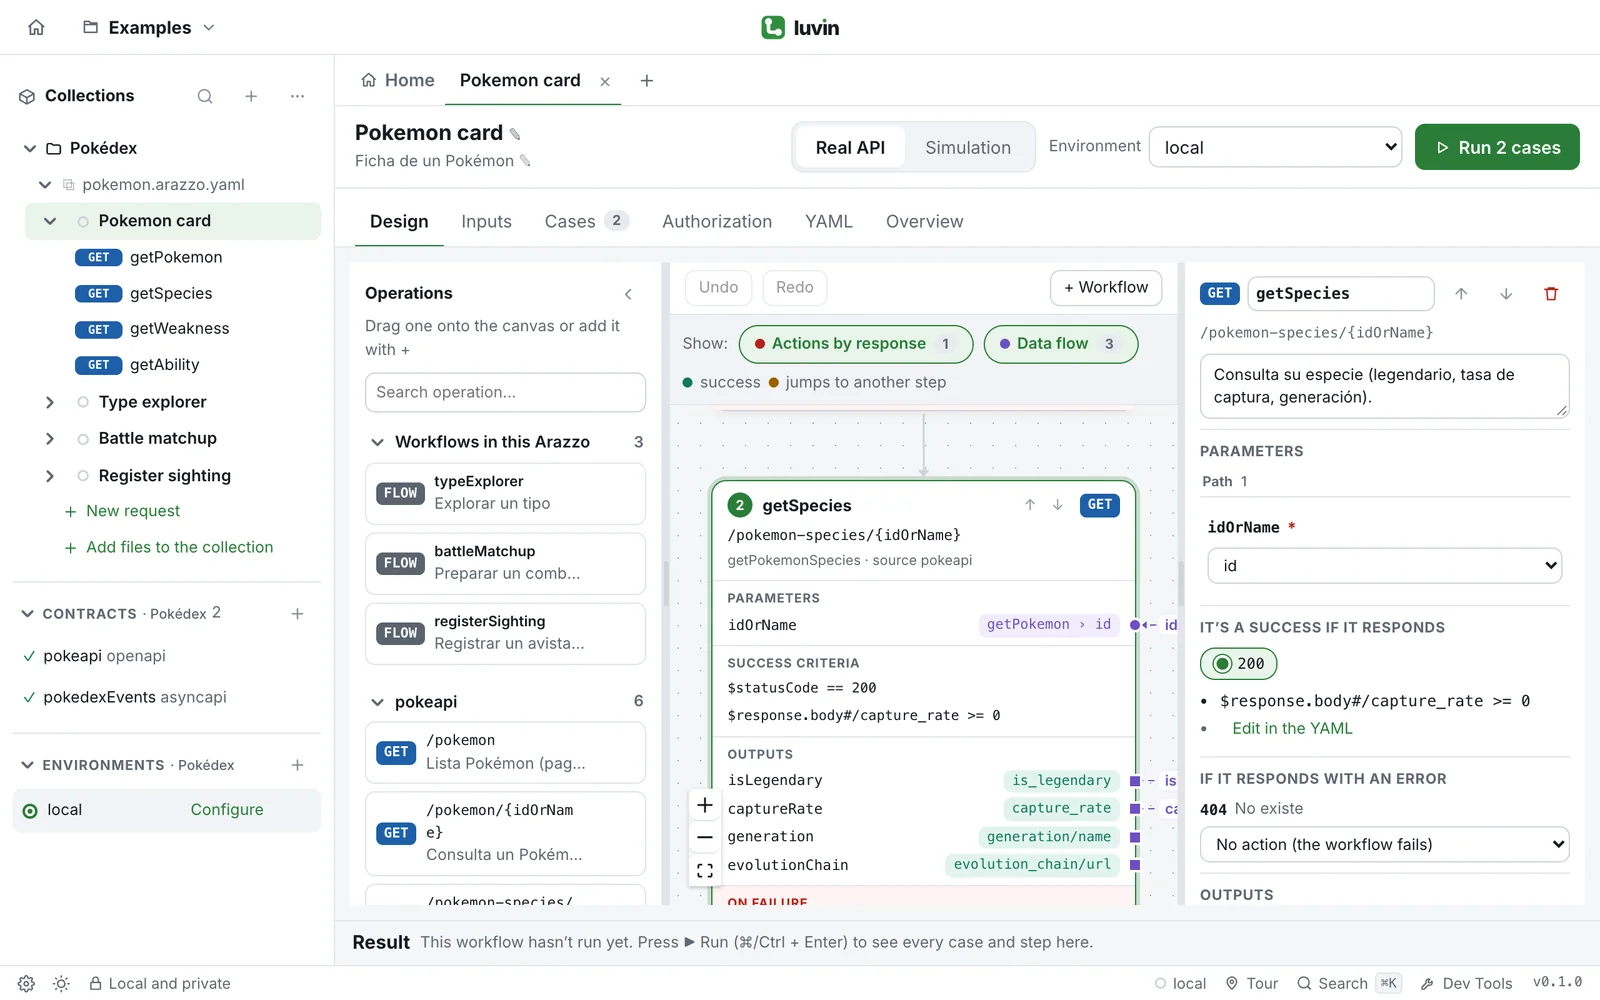 Examples
luvin
Collections
Home
Pokemon card
Pokédex
pokemon.arazzo.yaml
Pokemon card
GET getPokemon
GET getSpecies
GET getWeakness
GET getAbility
Type explorer
Battle matchup
Register sighting
+ New request
+ Add files to the collection
CONTRACTS · Pokédex 2
pokeapi openapi
pokedexEvents asyncapi
ENVIRONMENTS · Pokédex
local Configure
Pokemon card
Ficha de un Pokémon
Real API Simulation
Environment local
Run 2 cases
Design Inputs Cases 2 Authorization YAML Overview
Operations
Drag one onto the canvas or add it
with +
Search operation...
Workflows in this Arazzo 3
FLOW typeExplorer
Explorar un tipo
FLOW battleMatchup
Preparar un comb...
FLOW registerSighting
Registrar un avista...
pokeapi 6
GET /pokemon
Lista Pokémon (pag...
GET /pokemon/{idOrNam
e}
Consulta un Pokém...
/pokemon-species/
Undo Redo + Workflow
Show: Actions by response 1 Data flow 3
success jumps to another step
2 getSpecies GET
/pokemon-species/{idOrName}
getPokemonSpecies · source pokeapi
PARAMETERS
idOrName getPokemon › id id
SUCCESS CRITERIA
$statusCode == 200
$response.body#/capture_rate >= 0
OUTPUTS
isLegendary is_legendary is
captureRate capture_rate ca
generation generation/name
evolutionChain evolution_chain/url
ON FAILURE
GET getSpecies
/pokemon-species/{idOrName}
Consulta su especie (legendario, tasa de
captura, generación).
PARAMETERS
Path 1
idOrName *
id
IT'S A SUCCESS IF IT RESPONDS
200
• $response.body#/capture_rate >= 0
• Edit in the YAML
IF IT RESPONDS WITH AN ERROR
404 No existe
No action (the workflow fails)
OUTPUTS
Result This workflow hasn't run yet. Press ▶ Run (⌘/Ctrl + Enter) to see every case and step here.
Local and private
local Tour Search ⌘K Dev Tools v0.1.0